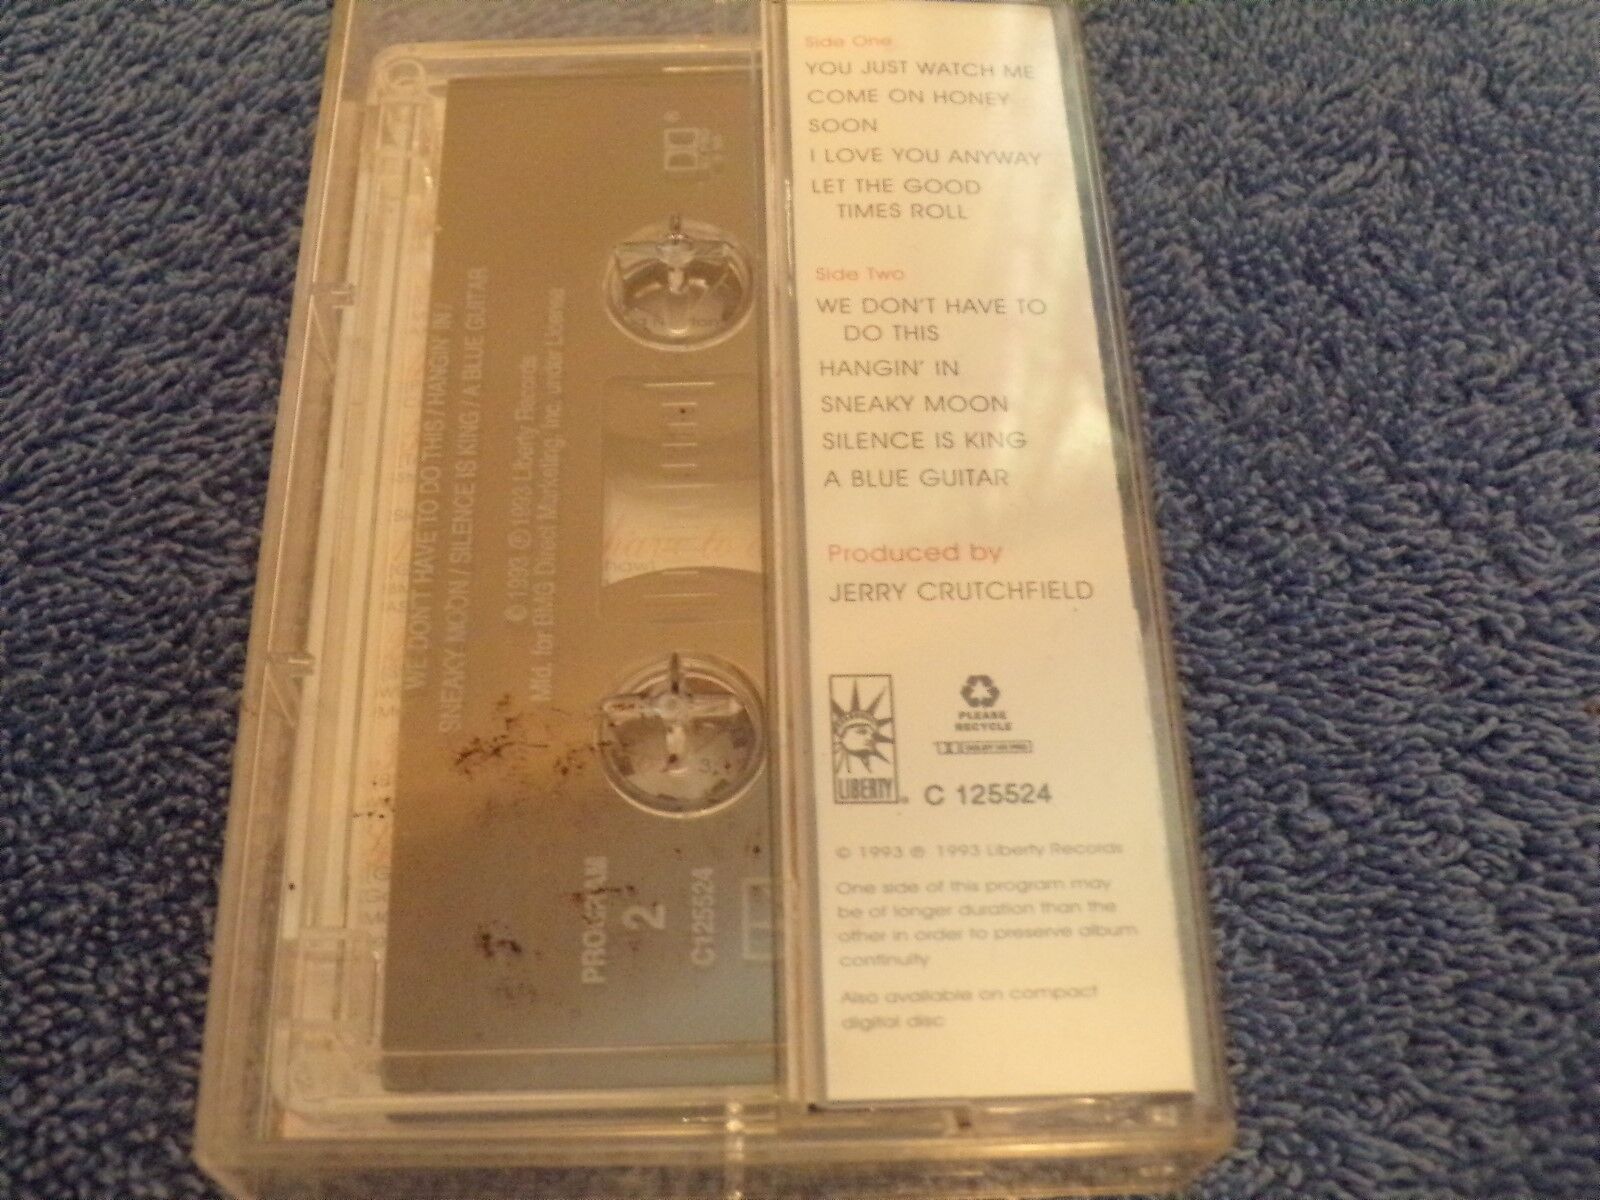 Side One
YOU JUST WATCH ME
COME ON HONEY
SOON
I LOVE YOU ANYWAY
LET THE GOOD
TIMES ROLL
Side Two
WE DON'T HAVE TO
DO THIS
HANGIN' IN
SNEAKY MOON
SILENCE IS KING
A BLUE GUITAR
Produced by
JERRY CRUTCHFIELD
LIBERTY
PLEASE
RECYCLE
C 125524
© 1993 ℗ 1993 Liberty Records
One side of this program may
be of longer duration than the
other in order to preserve album
continuity
Also available on compact
digital disc
WE DON'T HAVE TO DO THIS / HANGIN' IN /
SNEAKY MOON / SILENCE IS KING / A BLUE GUITAR
© 1993 ℗ 1993 Liberty Records
Mfd. for BMG Direct Marketing, Inc. under License
have to
PROGRAM
2
C125524